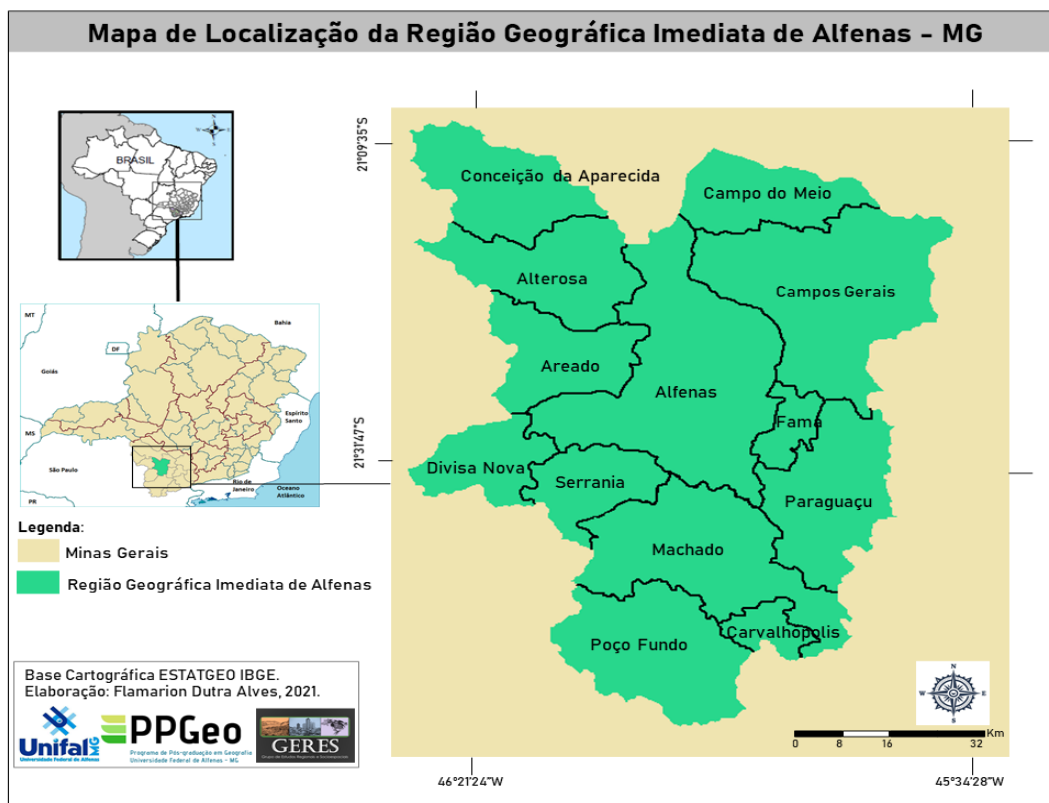 Mapa de Localização da Região Geográfica Imediata de Alfenas - MG
BRASIL
MT
Bahia
DF
Goiás
Espírito
Santo
MS
São Paulo
Rio de
Janeiro
Oceano
Atlântico
PR
21°09'35"S
21°31'47"S
Conceição da Aparecida
Campo do Meio
Alterosa
Campos Gerais
Areado
Alfenas
Fama
Divisa Nova
Serrania
Paraguaçu
Machado
Poço Fundo
Carvalhópolis
Legenda:
Minas Gerais
Região Geográfica Imediata de Alfenas
Base Cartográfica ESTATGEO IBGE.
Elaboração: Flamarion Dutra Alves, 2021.
Unifal MG
Universidade Federal de Alfenas
PPGeo
Programa de Pós-graduação em Geografia
Universidade Federal de Alfenas - MG
GERES
N
W E
S
0 8 16 32 Km
46°21'24"W
45°34'28"W